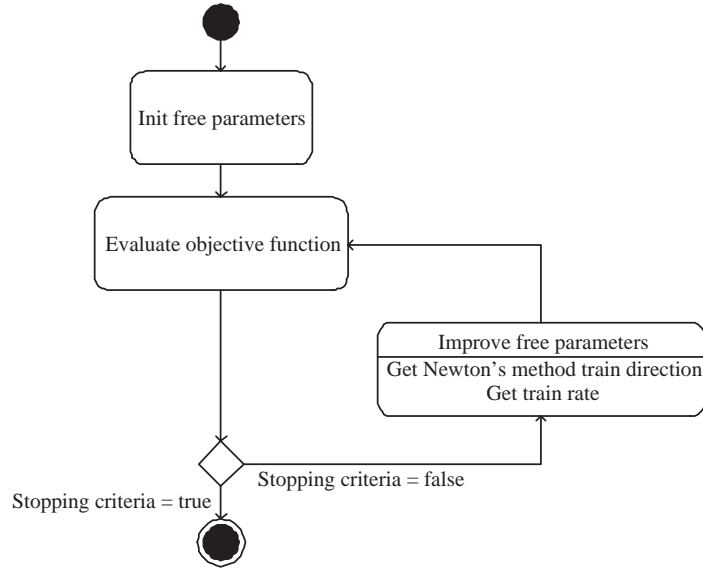 Init free parameters
Evaluate objective function
Improve free parameters
Get Newton's method train direction
Get train rate
Stopping criteria = false
Stopping criteria = true